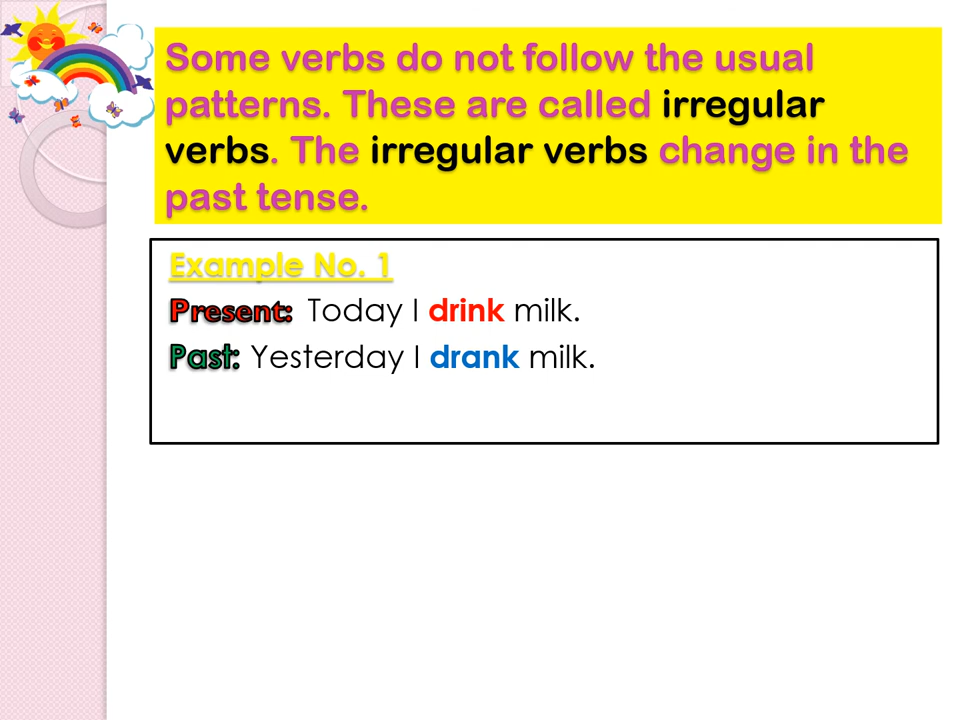 Some verbs do not follow the usual
patterns. These are called irregular
verbs. The irregular verbs change in the
past tense.
Example No. 1
Present: Today I drink milk.
Past: Yesterday I drank milk.